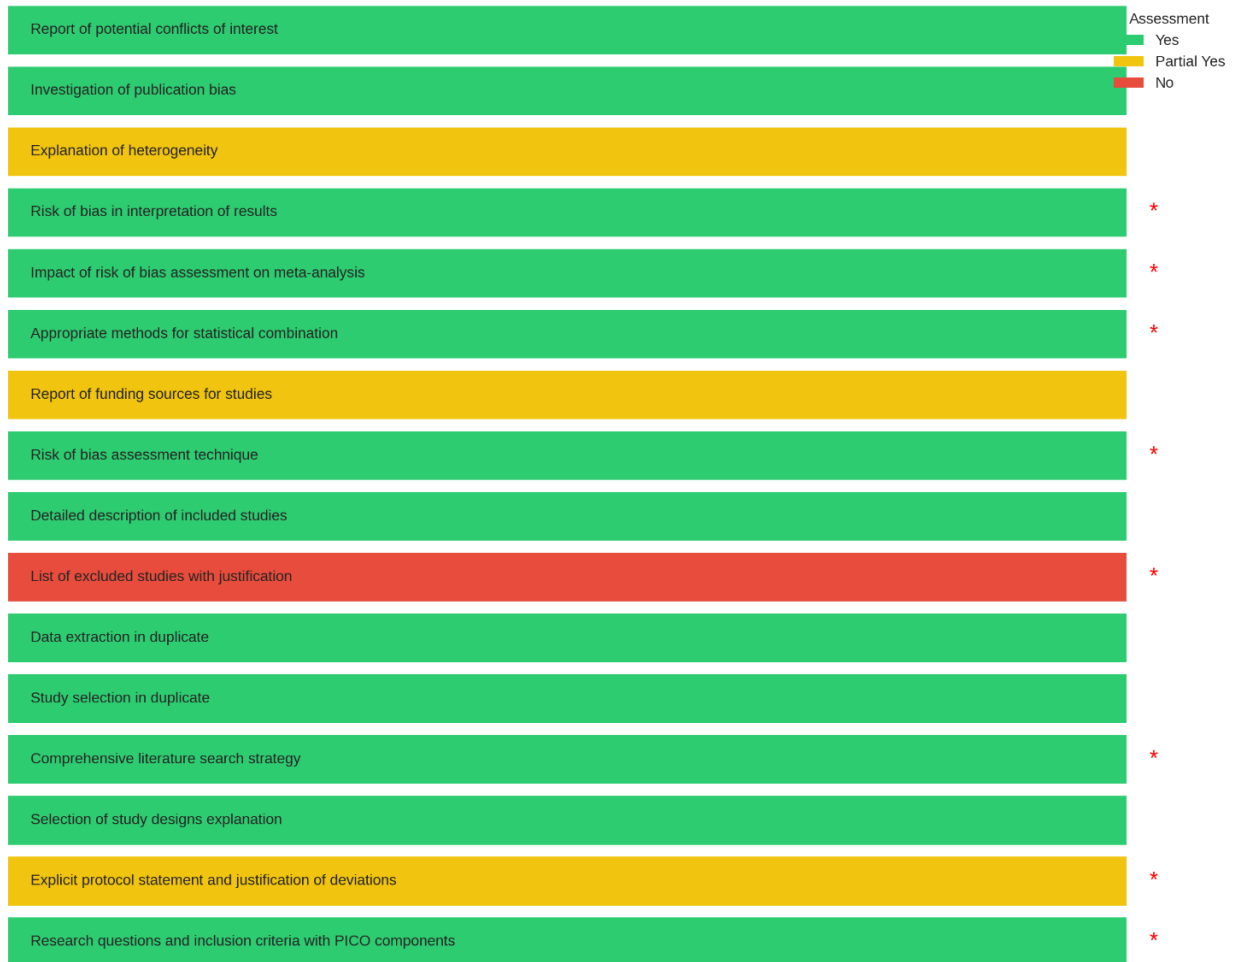 Report of potential conflicts of interest
Investigation of publication bias
Explanation of heterogeneity
Risk of bias in interpretation of results
*
Impact of risk of bias assessment on meta-analysis
*
Appropriate methods for statistical combination
*
Report of funding sources for studies
Risk of bias assessment technique
*
Detailed description of included studies
List of excluded studies with justification
*
Data extraction in duplicate
Study selection in duplicate
Comprehensive literature search strategy
*
Selection of study designs explanation
Explicit protocol statement and justification of deviations
*
Research questions and inclusion criteria with PICO components
*
Assessment
Yes
Partial Yes
No